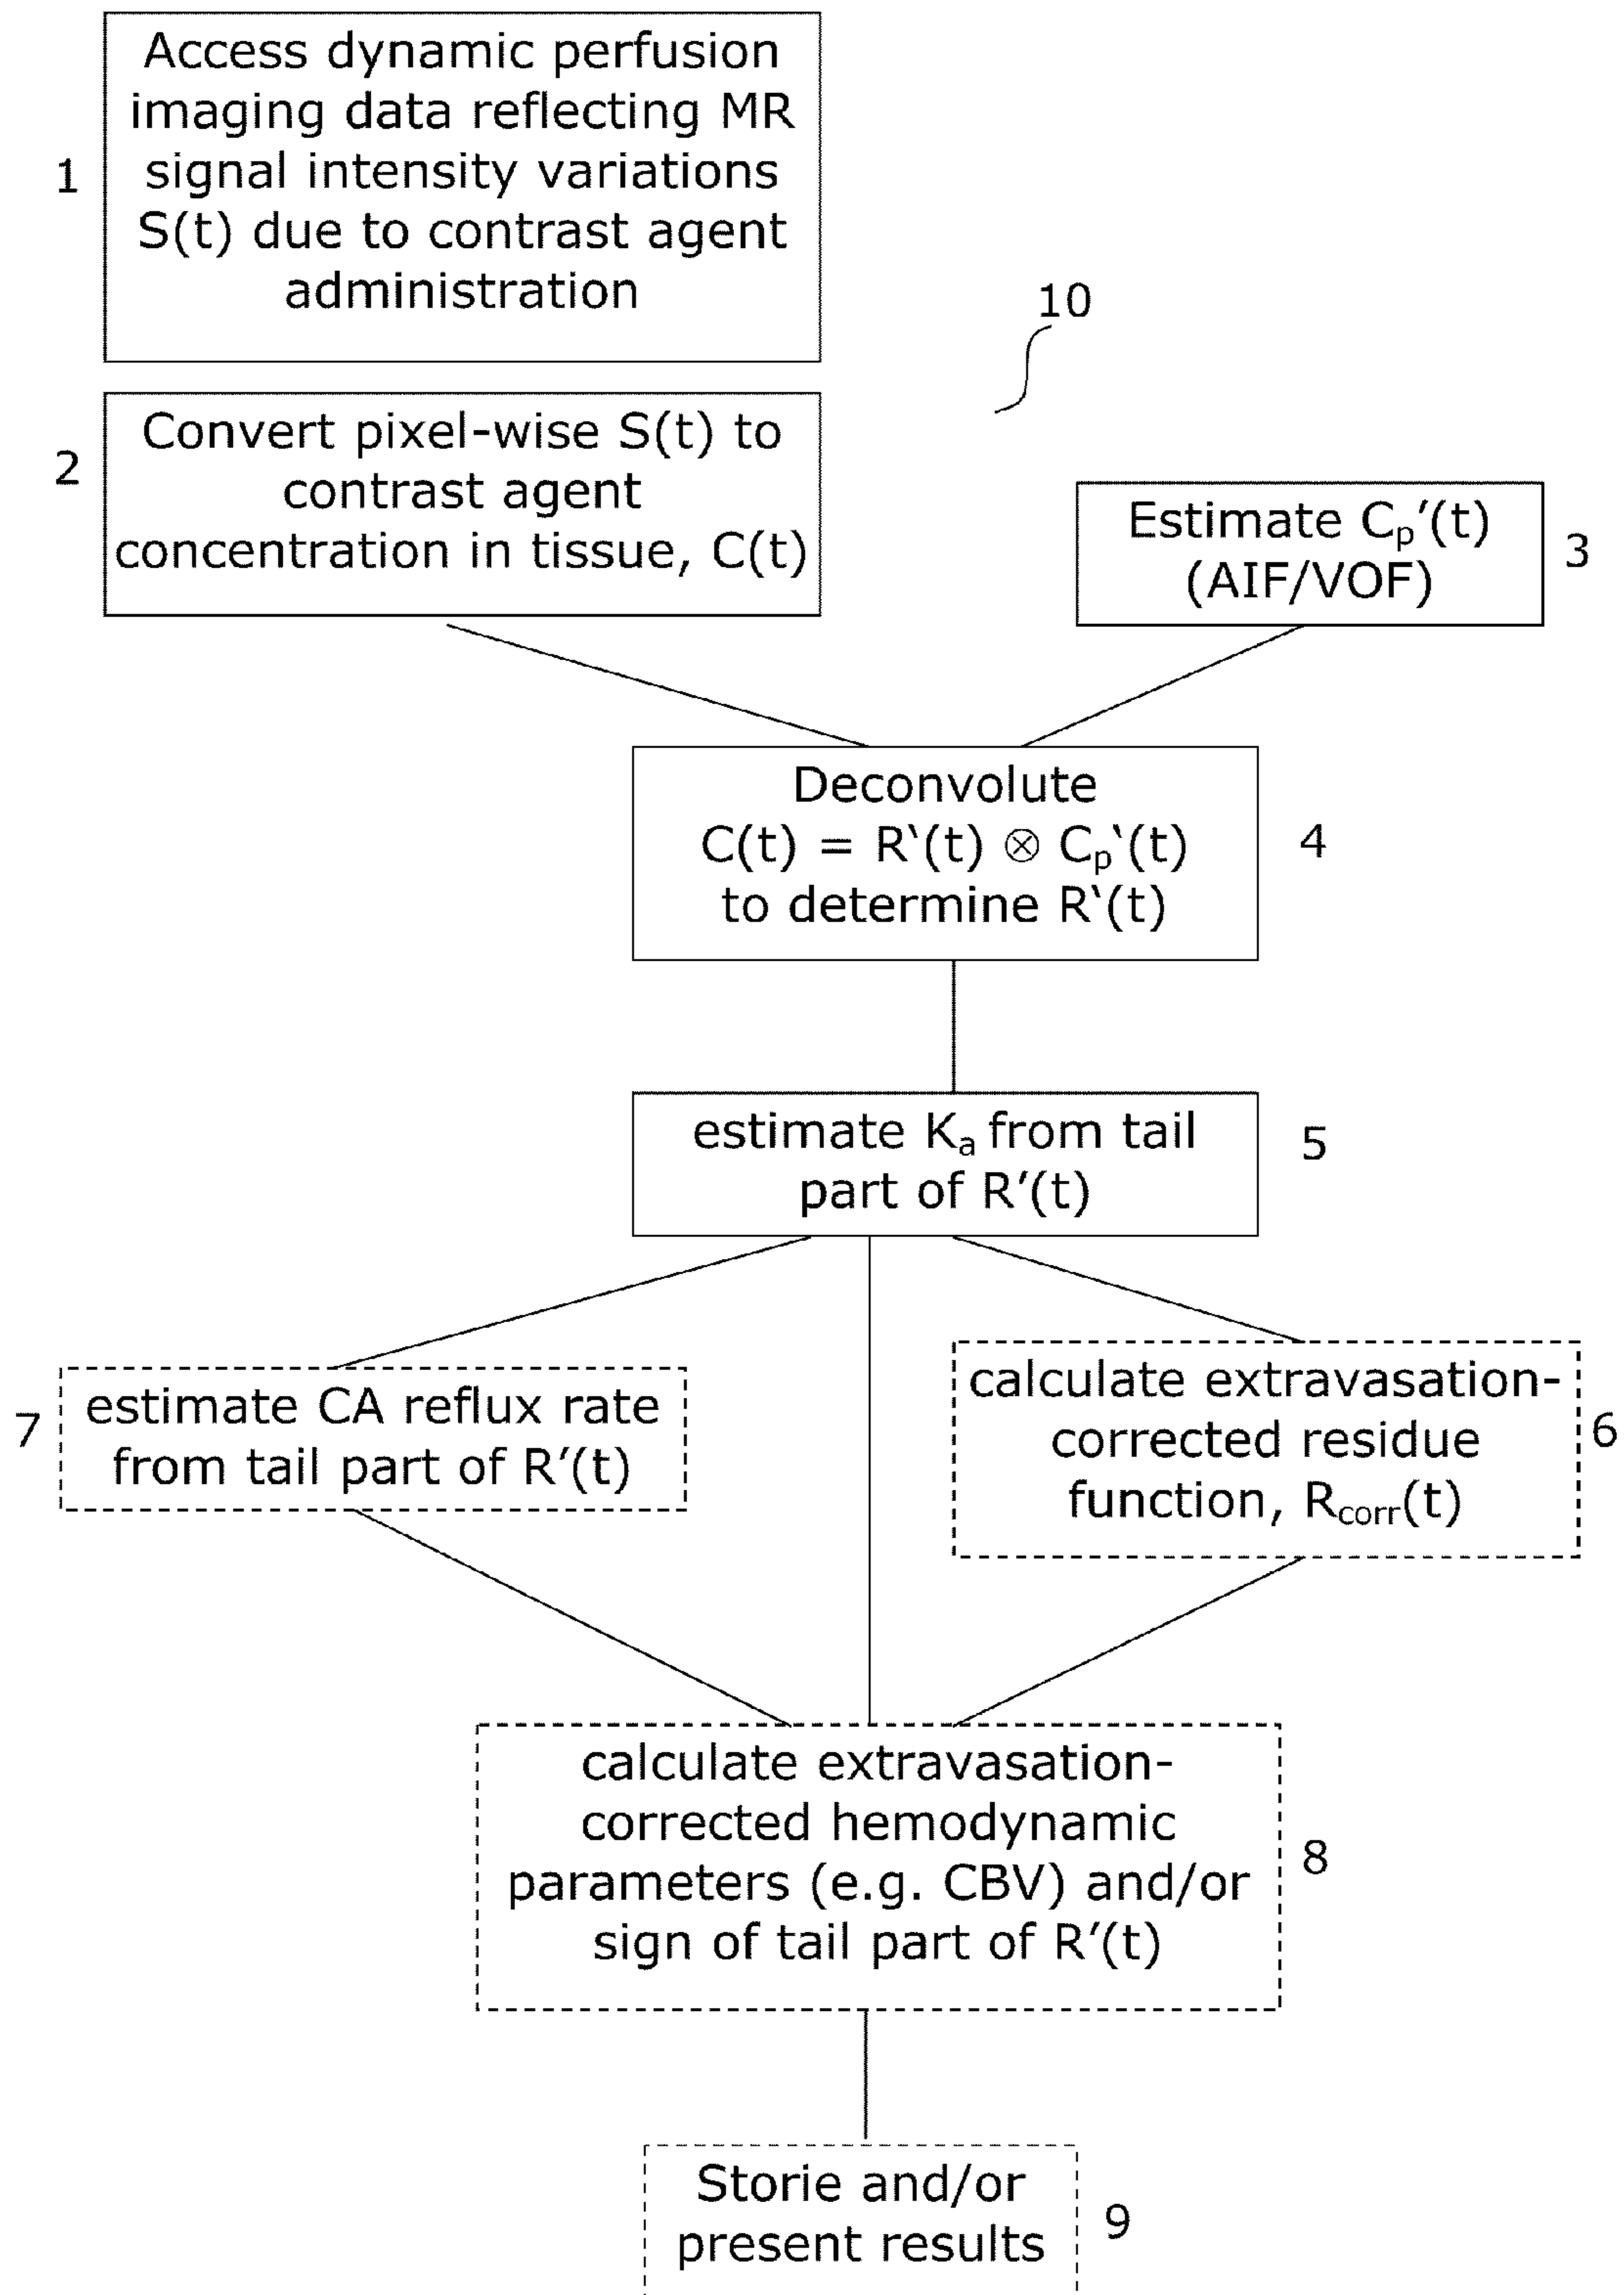 Access dynamic perfusion
imaging data reflecting MR
signal intensity variations
S(t) due to contrast agent
administration
1
10
Convert pixel-wise S(t) to
contrast agent
concentration in tissue, C(t)
2
Estimate Cₚ’(t)
(AIF/VOF)
3
Deconvolute
C(t) = R‘(t) ⊗ Cₚ‘(t)
to determine R‘(t)
4
estimate Kₐ from tail
part of R’(t)
5
7
estimate CA reflux rate
from tail part of R’(t)
calculate extravasation-
corrected residue
function, Rcorr(t)
6
calculate extravasation-
corrected hemodynamic
parameters (e.g. CBV) and/or
sign of tail part of R’(t)
8
Storie and/or
present results
9